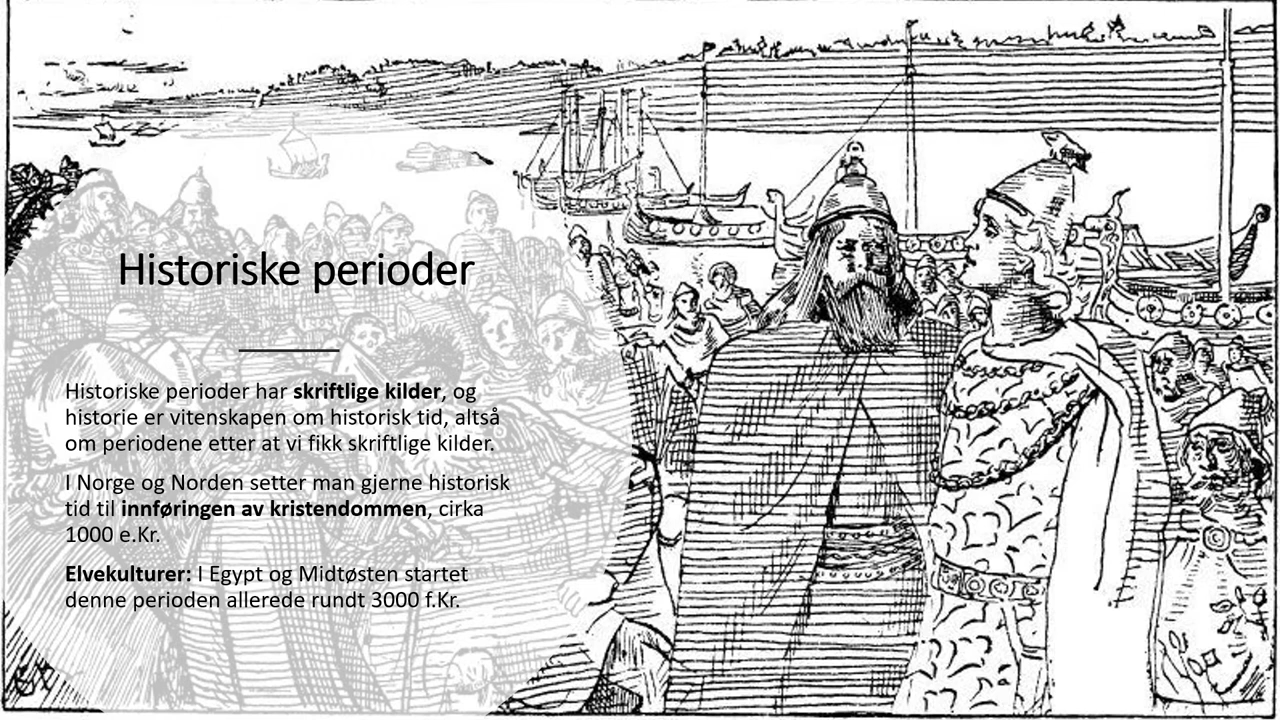 Historiske perioder
Historiske perioder har skriftlige kilder, og
historie er vitenskapen om historisk tid, altså
om periodene etter at vi fikk skriftlige kilder.
I Norge og Norden setter man gjerne historisk
tid til innføringen av kristendommen, cirka
1000 e.Kr.
Elvekulturer: I Egypt og Midtøsten startet
denne perioden allerede rundt 3000 f.Kr.